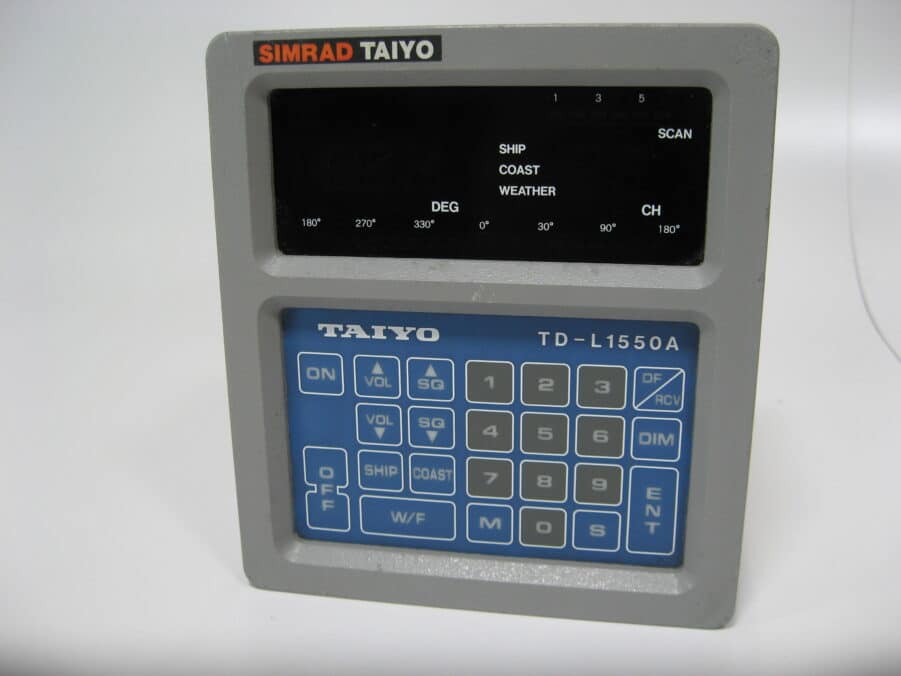 SIMRAD TAIYO
1 3 5
SCAN
SHIP
COAST
WEATHER
DEG CH
180° 270° 330° 0° 30° 90° 180°
TAIYO TD-L1550A
ON ▲ VOL ▲ SQ 1 2 3 DF/RCV
VOL ▼ SQ ▼ 4 5 6 DIM
OFF SHIP COAST 7 8 9 ENT
W/F M 0 S